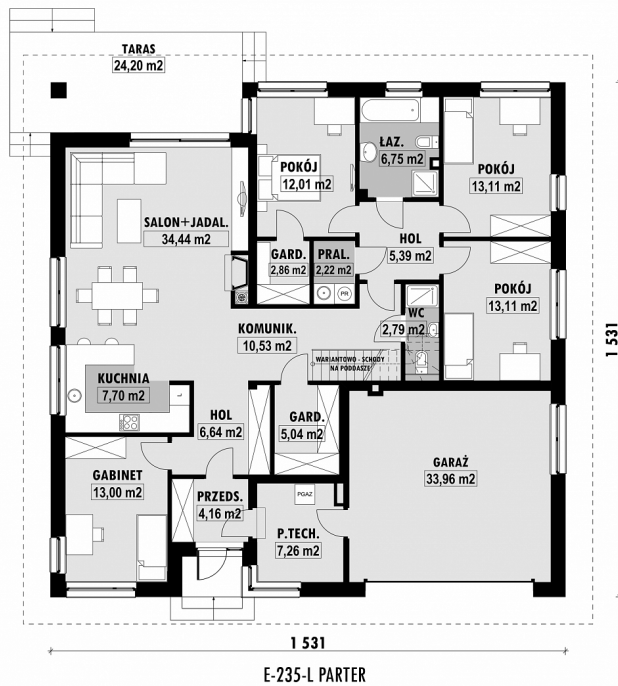 TARAS
24,20 m2
POKÓJ
12,01 m2
ŁAZ.
6,75 m2
POKÓJ
13,11 m2
SALON+JADAL.
34,44 m2
HOL
5,39 m2
GARD.
2,86 m2
PRAL.
2,22 m2
PR
POKÓJ
13,11 m2
WC
2,79 m2
KOMUNIK.
10,53 m2
WARIANTOWO - SCHODY
NA PODDASZE
1 531
KUCHNIA
7,70 m2
L
HOL
6,64 m2
GARD.
5,04 m2
GARAŻ
33,96 m2
GABINET
13,00 m2
PRZEDS.
4,16 m2
PGAZ
P.TECH.
7,26 m2
1 531
E-235-L PARTER